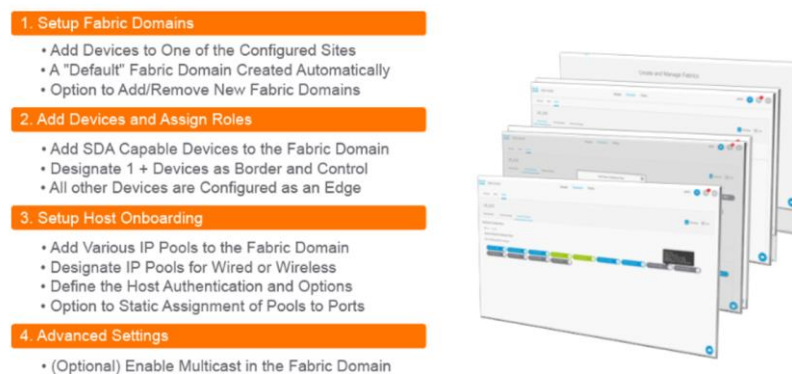 1. Setup Fabric Domains
• Add Devices to One of the Configured Sites
• A "Default" Fabric Domain Created Automatically
• Option to Add/Remove New Fabric Domains
2. Add Devices and Assign Roles
• Add SDA Capable Devices to the Fabric Domain
• Designate 1 + Devices as Border and Control
• All other Devices are Configured as an Edge
3. Setup Host Onboarding
• Add Various IP Pools to the Fabric Domain
• Designate IP Pools for Wired or Wireless
• Define the Host Authentication and Options
• Option to Static Assignment of Pools to Ports
4. Advanced Settings
• (Optional) Enable Multicast in the Fabric Domain
Create and Manage Fabrics